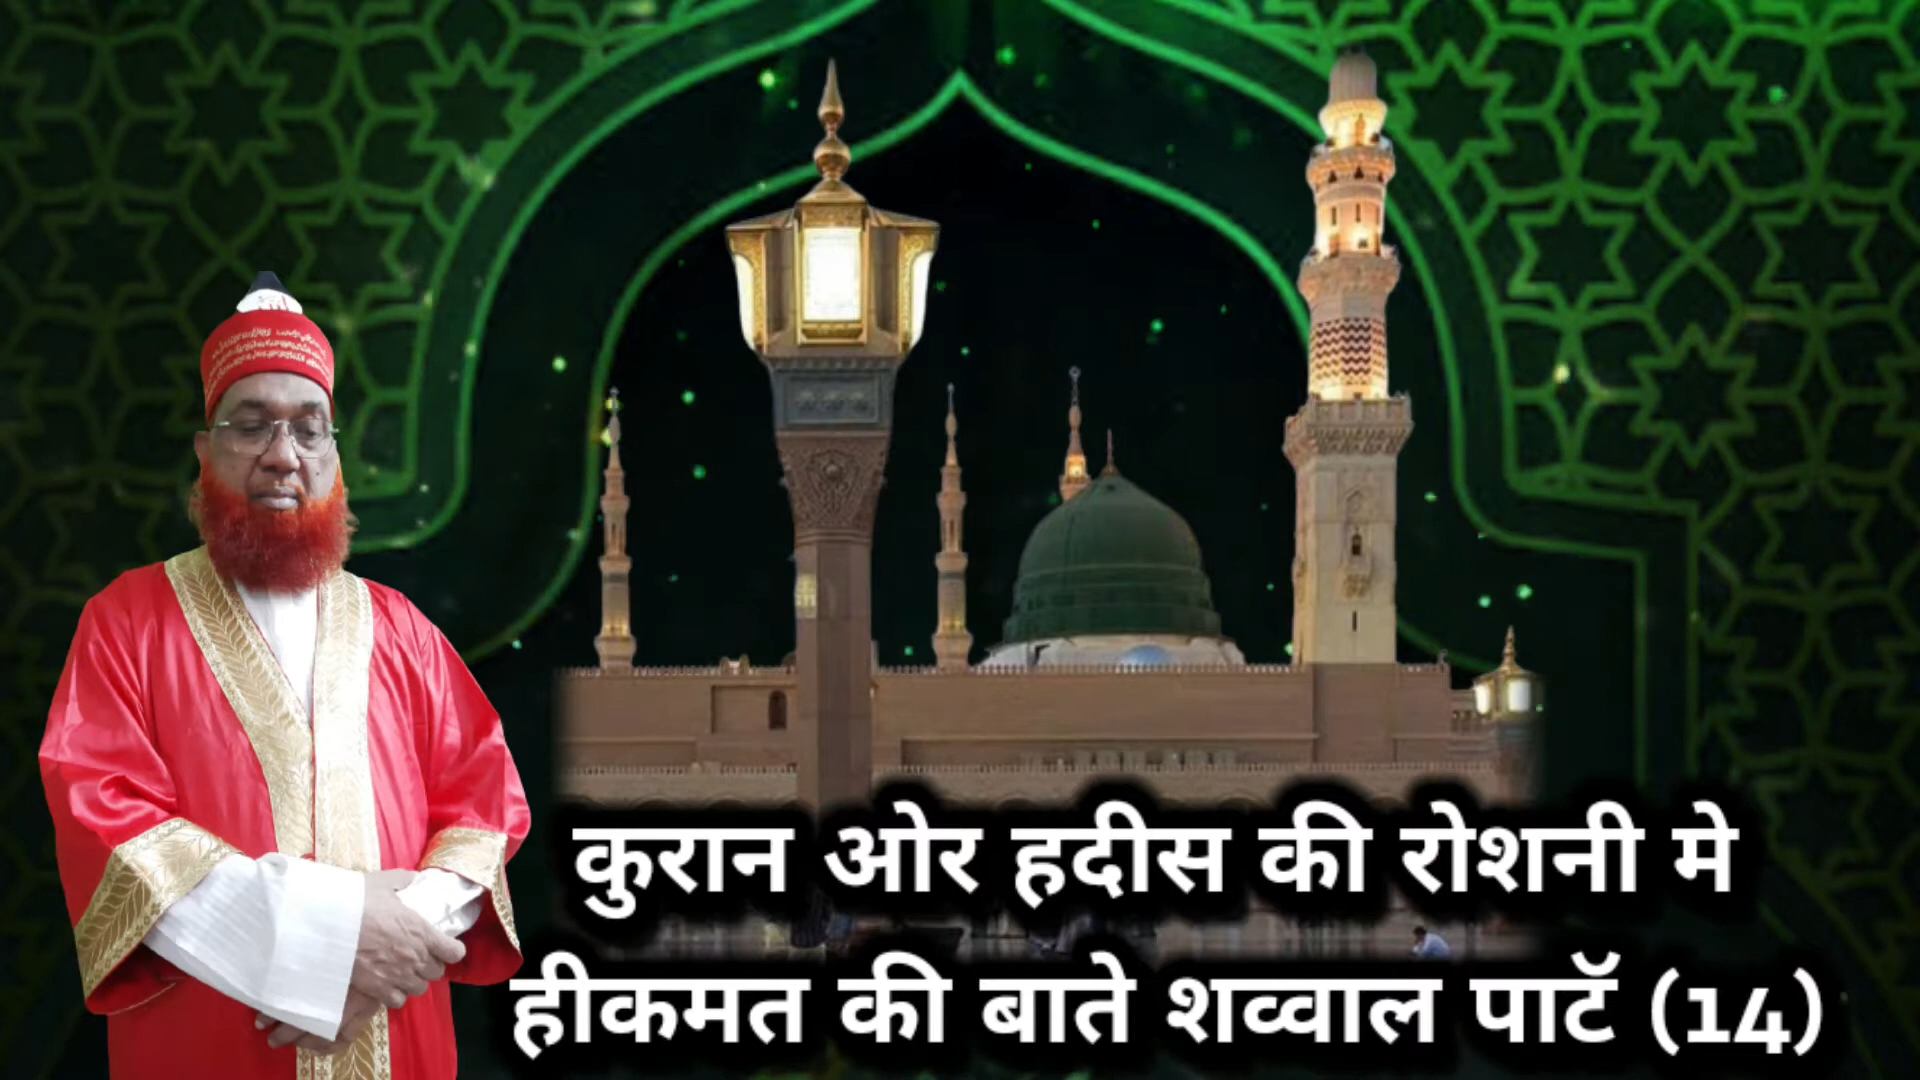 कुरान ओर हदीस की रोशनी मे
हीकमत की बाते शव्वाल पाटॅ (14)